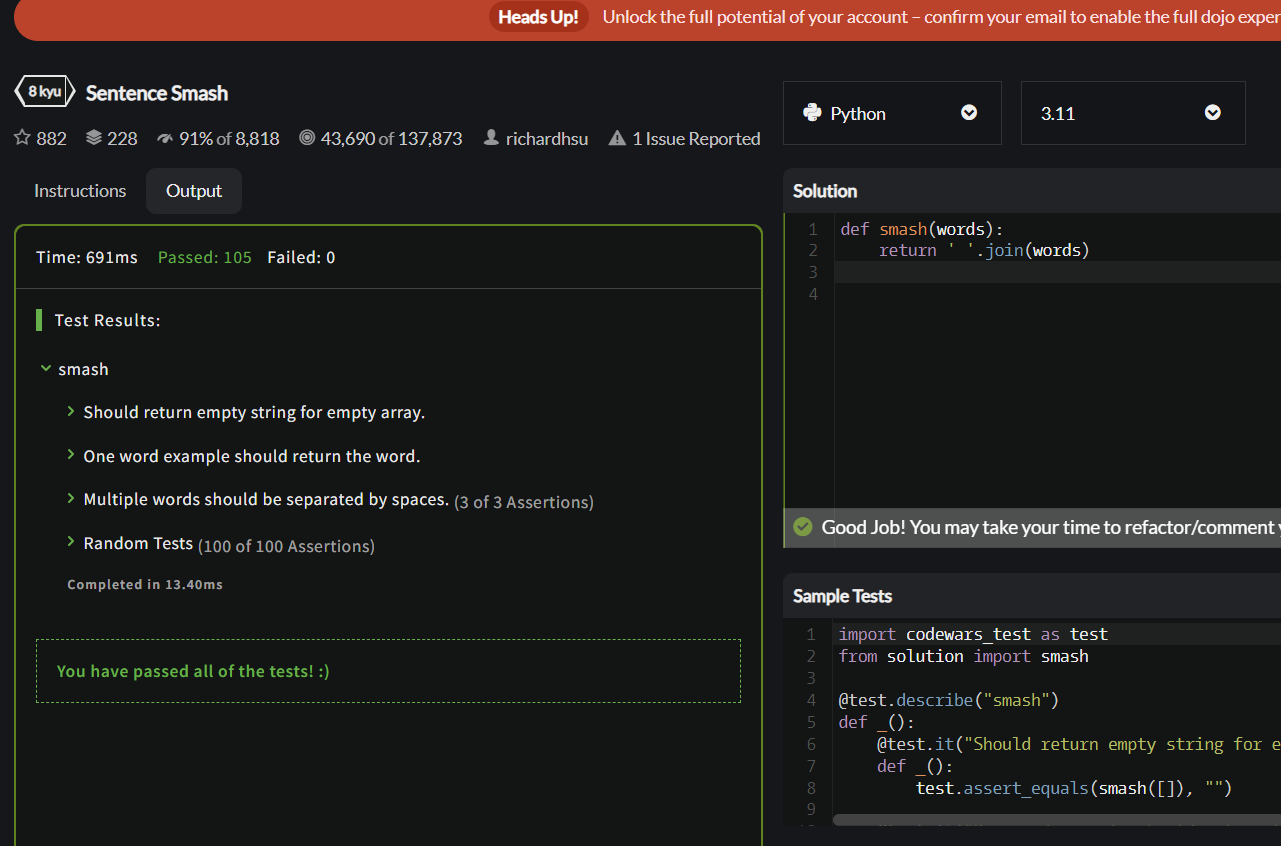 Heads Up! Unlock the full potential of your account – confirm your email to enable the full dojo
8 kyu Sentence Smash
882 228 91% of 8,818 43,690 of 137,873 richardhsu 1 Issue Reported
Python 3.11
Instructions Output
Time: 691ms Passed: 105 Failed: 0
Test Results:
smash
Should return empty string for empty array.
One word example should return the word.
Multiple words should be separated by spaces. (3 of 3 Assertions)
Random Tests (100 of 100 Assertions)
Completed in 13.40ms
You have passed all of the tests! :)
Solution
1 def smash(words):
2     return ' '.join(words)
3
4
Good Job! You may take your time to refactor/comment
Sample Tests
1 import codewars_test as test
2 from solution import smash
3
4 @test.describe("smash")
5 def _():
6     @test.it("Should return empty string for
7     def _():
8         test.assert_equals(smash([]), "")
9